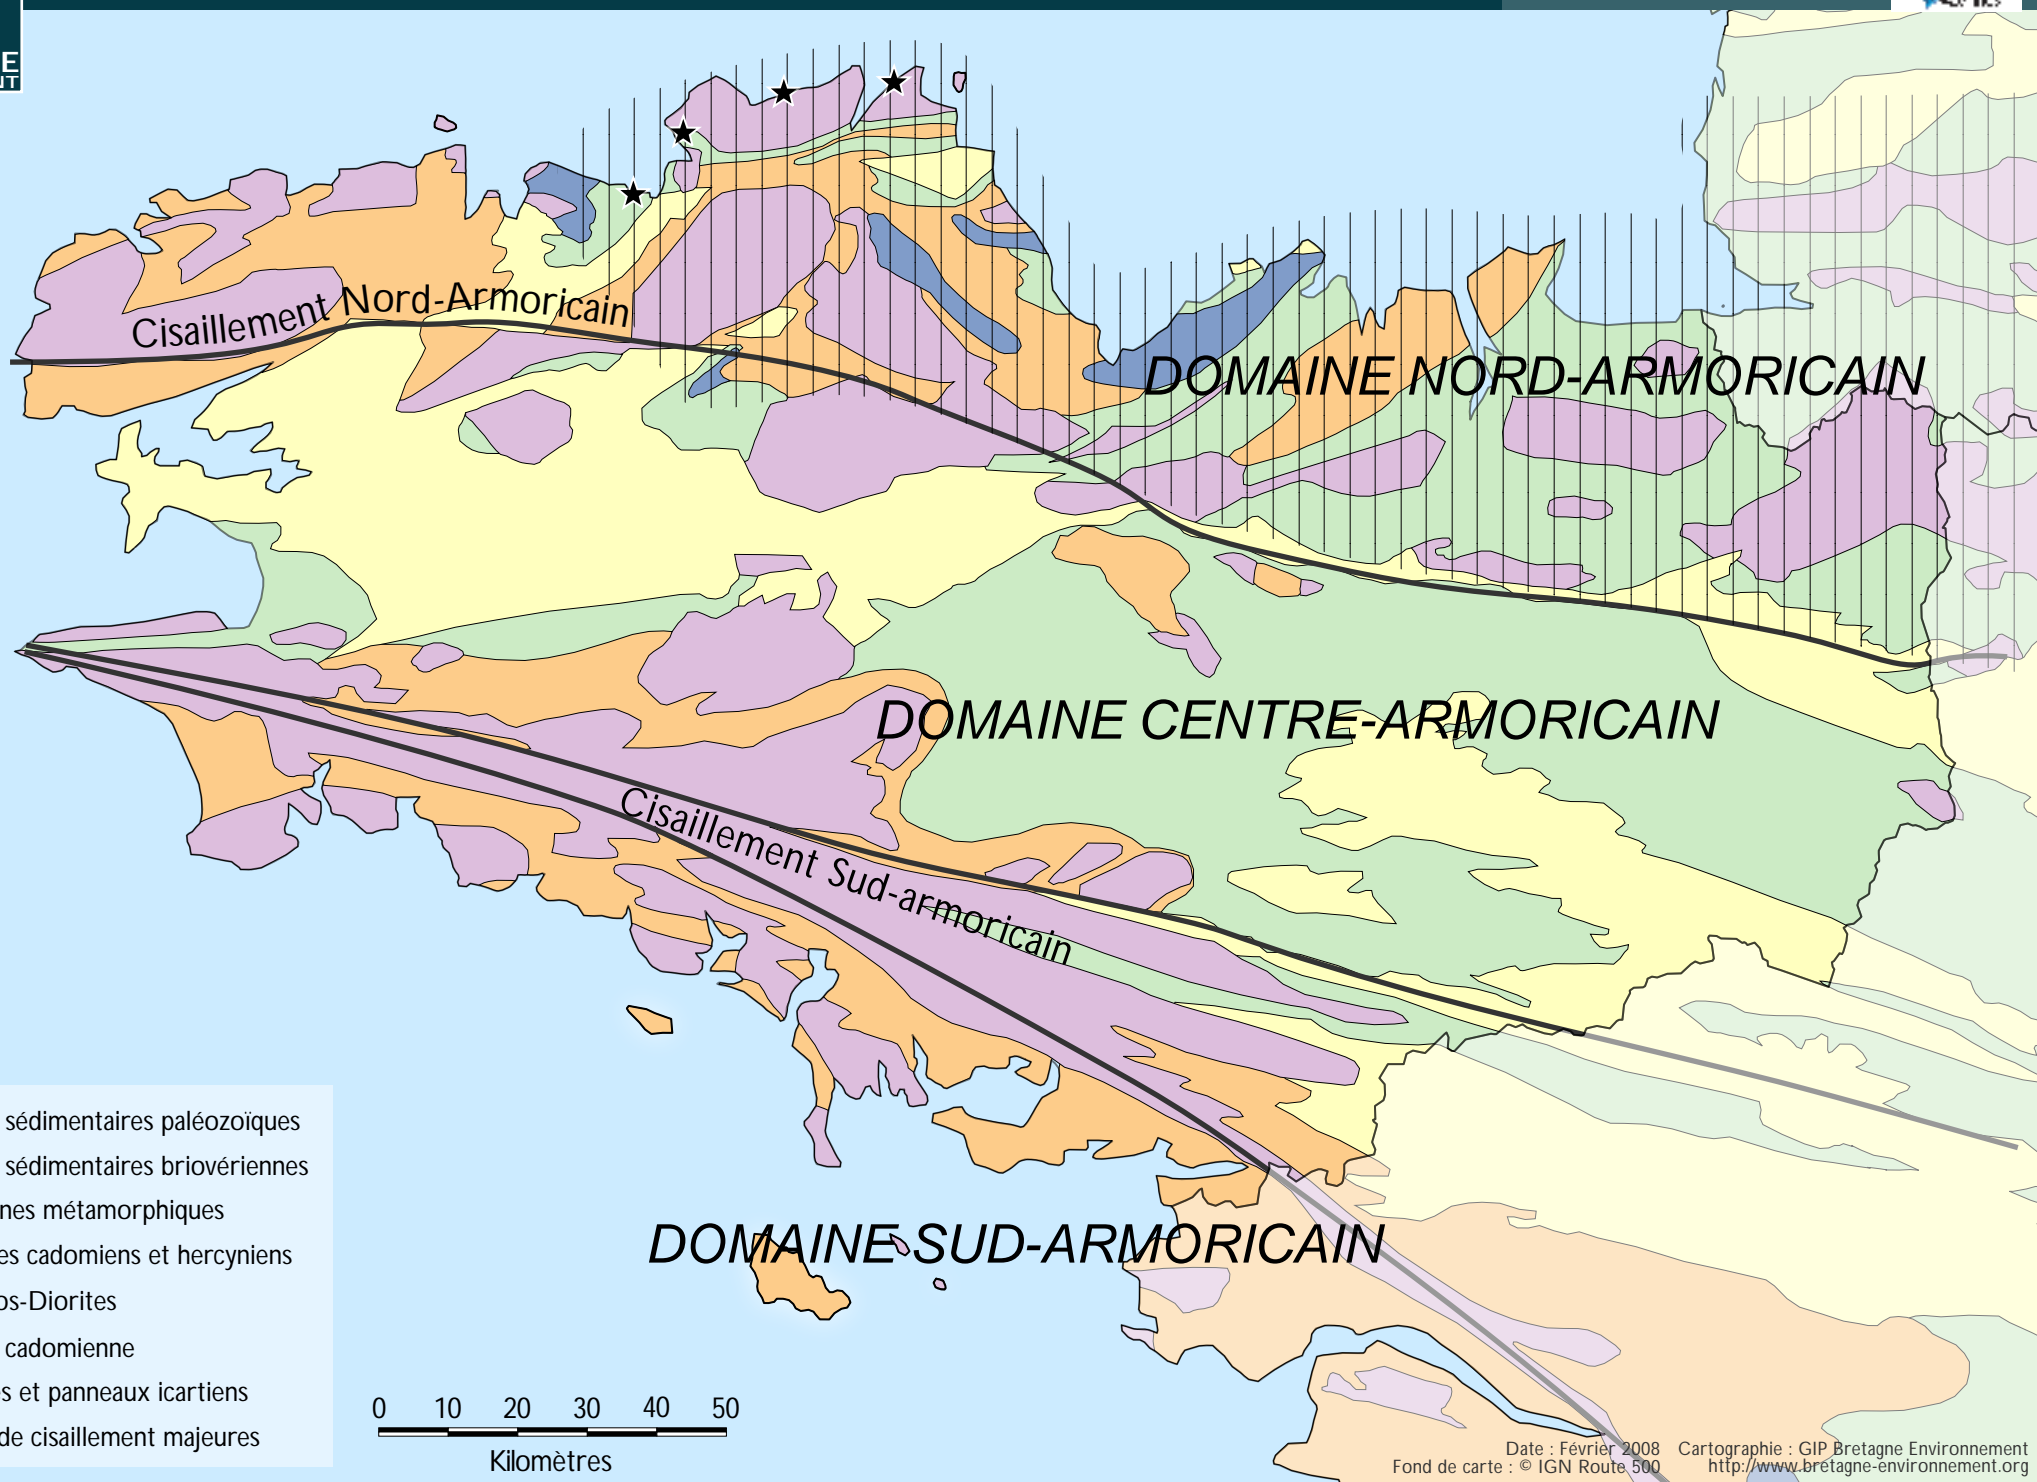 Cisaillement Nord-Armoricain
DOMAINE NORD-ARMORICAIN
DOMAINE CENTRE-ARMORICAIN
Cisaillement Sud-armoricain
DOMAINE SUD-ARMORICAIN
sédimentaires paléozoïques
sédimentaires briovériennes
nes métamorphiques
es cadomiens et hercyniens
os-Diorites
cadomienne
s et panneaux icartiens
de cisaillement majeures
0 10 20 30 40 50
Kilomètres
Date : Février 2008 Cartographie : GIP Bretagne Environnement
Fond de carte : © IGN Route 500 http://www.bretagne-environnement.org